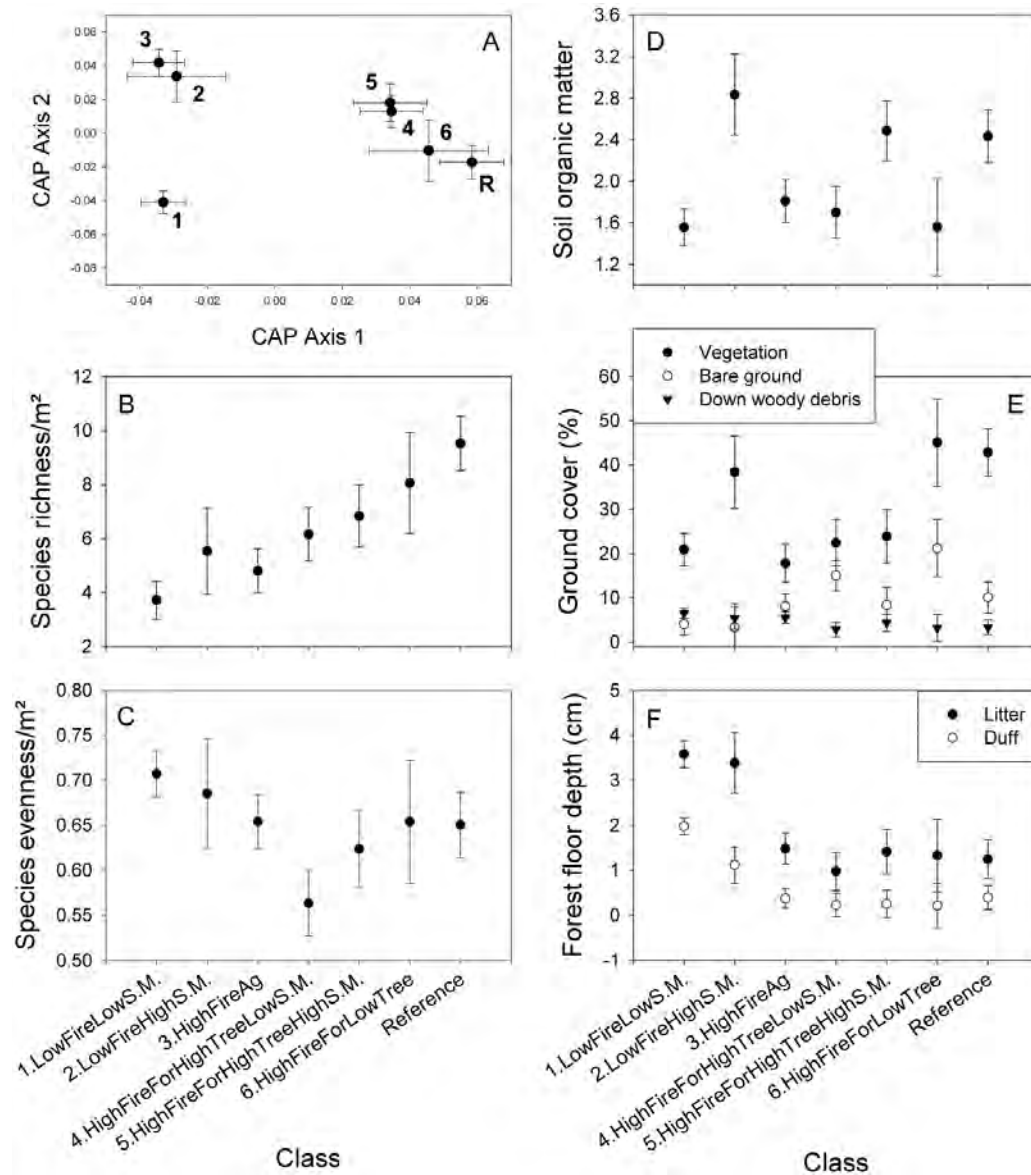 A
3
2
5
4
6
R
1
0.06
0.04
0.02
0.00
-0.02
-0.04
-0.06
-0.08
-0.04
-0.02
0.00
0.02
0.04
0.06
CAP Axis 2
CAP Axis 1
D
3.6
3.2
2.8
2.4
2.0
1.6
1.2
Soil organic matter
B
12
10
8
6
4
2
Species richness/m²
Vegetation
Bare ground
Down woody debris
E
60
50
40
30
20
10
0
Ground cover (%)
C
0.80
0.75
0.70
0.65
0.60
0.55
0.50
Species evenness/m²
F
Litter
Duff
5
4
3
2
1
0
-1
Forest floor depth (cm)
1.LowFireLowS.M.
2.LowFireHighS.M.
3.HighFireAg
4.HighFireForHighTreeLowS.M.
5.HighFireForHighTreeHighS.M.
6.HighFireForLowTree
Reference
Class
1.LowFireLowS.M.
2.LowFireHighS.M.
3.HighFireAg
4.HighFireForHighTreeLowS.M.
5.HighFireForHighTreeHighS.M.
6.HighFireForLowTree
Reference
Class